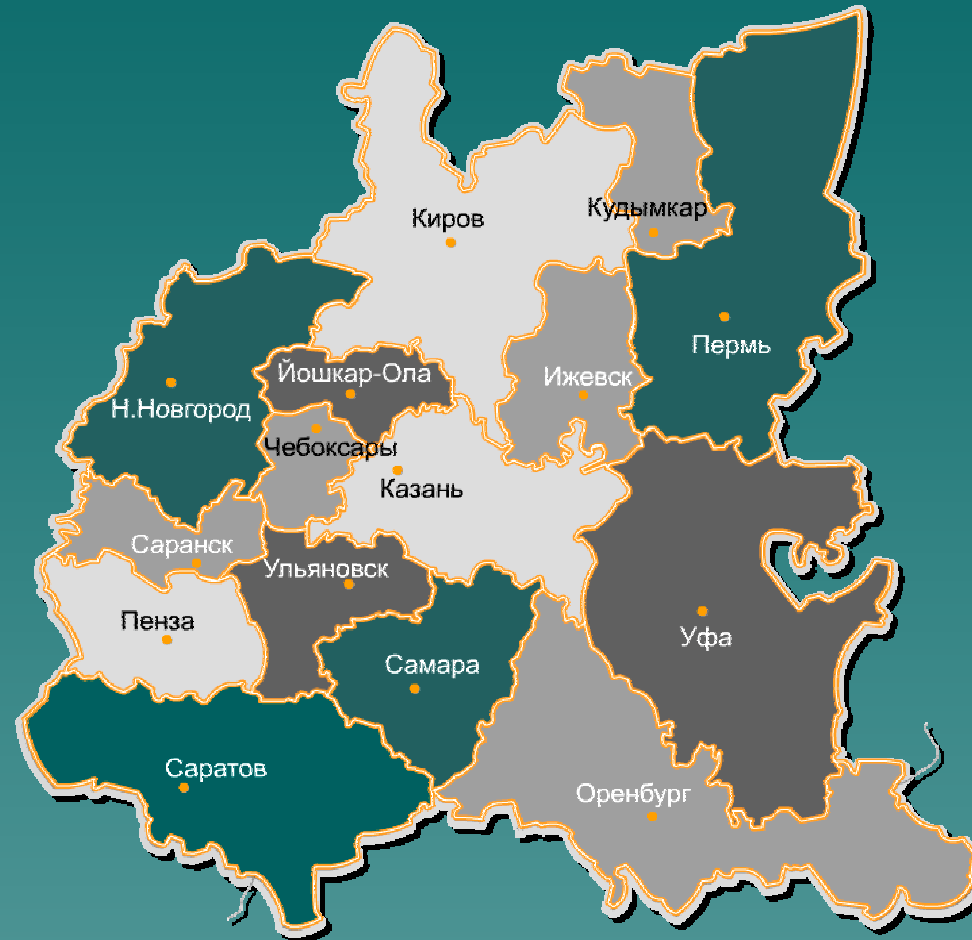 Кудымкар
Киров
Пермь
Йошкар-Ола
Ижевск
Н.Новгород
Чебоксары
Казань
Саранск
Ульяновск
Пенза
Уфа
Самара
Саратов
Оренбург